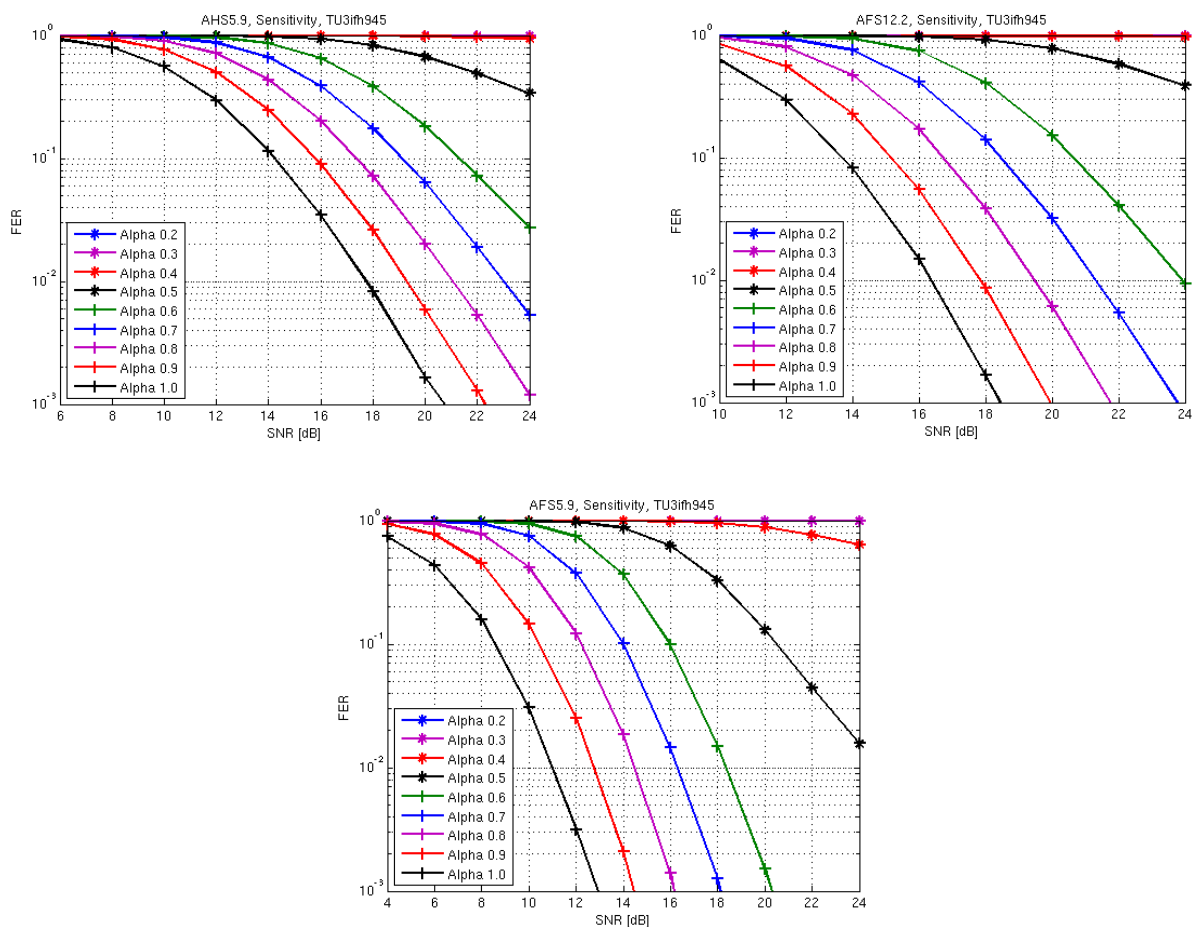 AHS5.9, Sensitivity, TU3ifh945
10^0
10^-1
10^-2
10^-3
FER
Alpha 0.2
Alpha 0.3
Alpha 0.4
Alpha 0.5
Alpha 0.6
Alpha 0.7
Alpha 0.8
Alpha 0.9
Alpha 1.0
6 8 10 12 14 16 18 20 22 24
SNR [dB]
AFS12.2, Sensitivity, TU3ifh945
10^0
10^-1
10^-2
10^-3
FER
Alpha 0.2
Alpha 0.3
Alpha 0.4
Alpha 0.5
Alpha 0.6
Alpha 0.7
Alpha 0.8
Alpha 0.9
Alpha 1.0
10 12 14 16 18 20 22 24
SNR [dB]
AFS5.9, Sensitivity, TU3ifh945
10^0
10^-1
10^-2
10^-3
FER
Alpha 0.2
Alpha 0.3
Alpha 0.4
Alpha 0.5
Alpha 0.6
Alpha 0.7
Alpha 0.8
Alpha 0.9
Alpha 1.0
4 6 8 10 12 14 16 18 20 22 24
SNR [dB]